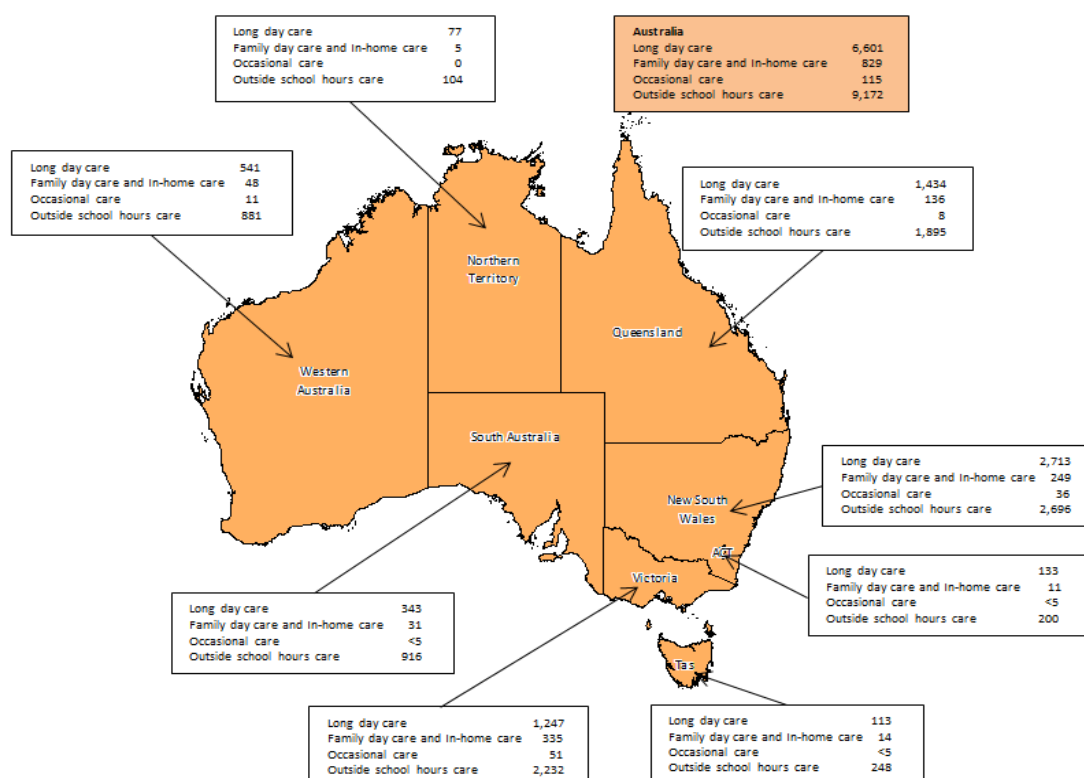 Long day care 77
Family day care and In-home care 5
Occasional care 0
Outside school hours care 104
Australia
Long day care 6,601
Family day care and In-home care 829
Occasional care 115
Outside school hours care 9,172
Long day care 541
Family day care and In-home care 48
Occasional care 11
Outside school hours care 881
Long day care 1,434
Family day care and In-home care 136
Occasional care 8
Outside school hours care 1,895
Northern
Territory
Queensland
Western
Australia
South Australia
Long day care 2,713
Family day care and In-home care 249
Occasional care 36
Outside school hours care 2,696
New South
Wales
ACT
Victoria
Long day care 133
Family day care and In-home care 11
Occasional care <5
Outside school hours care 200
Long day care 343
Family day care and In-home care 31
Occasional care <5
Outside school hours care 916
Tas
Long day care 1,247
Family day care and In-home care 335
Occasional care 51
Outside school hours care 2,232
Long day care 113
Family day care and In-home care 14
Occasional care <5
Outside school hours care 248